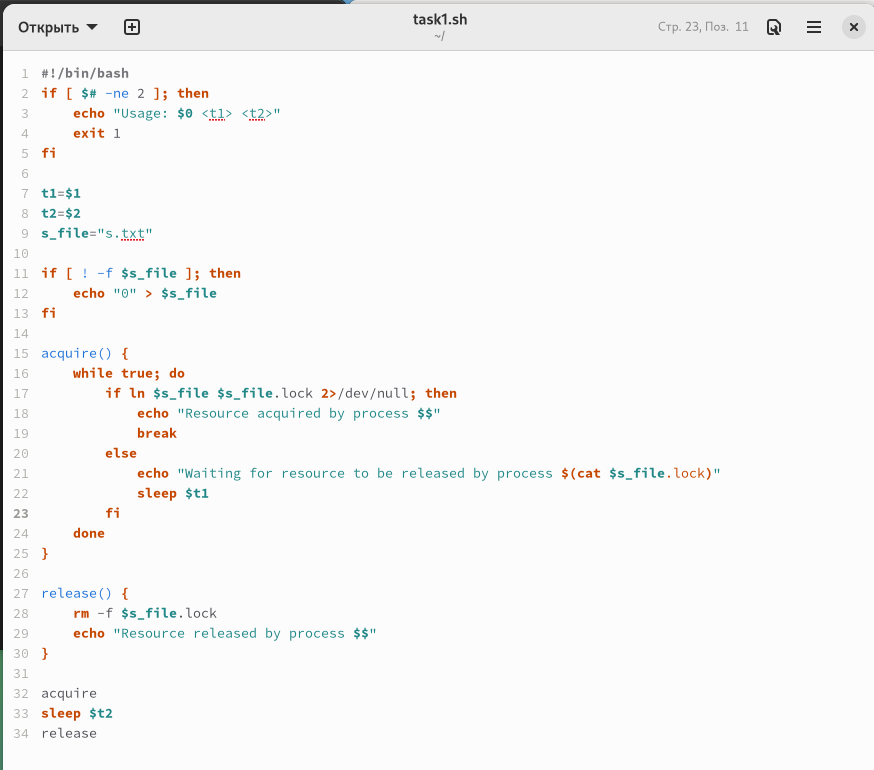 Открыть
task1.sh
~/
Стр. 23, Поз. 11
1 #!/bin/bash
2 if [ $# -ne 2 ]; then
3     echo "Usage: $0 <t1> <t2>"
4     exit 1
5 fi
6
7 t1=$1
8 t2=$2
9 s_file="s.txt"
10
11 if [ ! -f $s_file ]; then
12     echo "0" > $s_file
13 fi
14
15 acquire() {
16     while true; do
17         if ln $s_file $s_file.lock 2>/dev/null; then
18             echo "Resource acquired by process $$"
19             break
20         else
21             echo "Waiting for resource to be released by process $(cat $s_file.lock)"
22             sleep $t1
23         fi
24     done
25 }
26
27 release() {
28     rm -f $s_file.lock
29     echo "Resource released by process $$"
30 }
31
32 acquire
33 sleep $t2
34 release